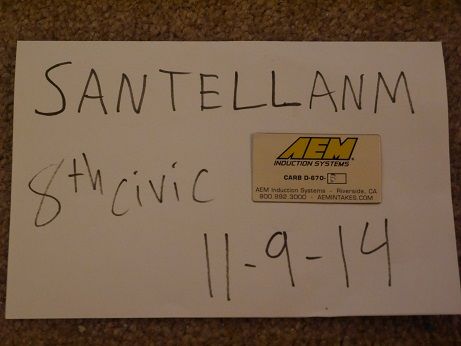 SANTELLANM
AEM
INDUCTION SYSTEMS
CARB D-670-
AEM Induction Systems - Riverside, CA
800.992.3000 - AEMINTAKES.COM
8th civic
11-9-14